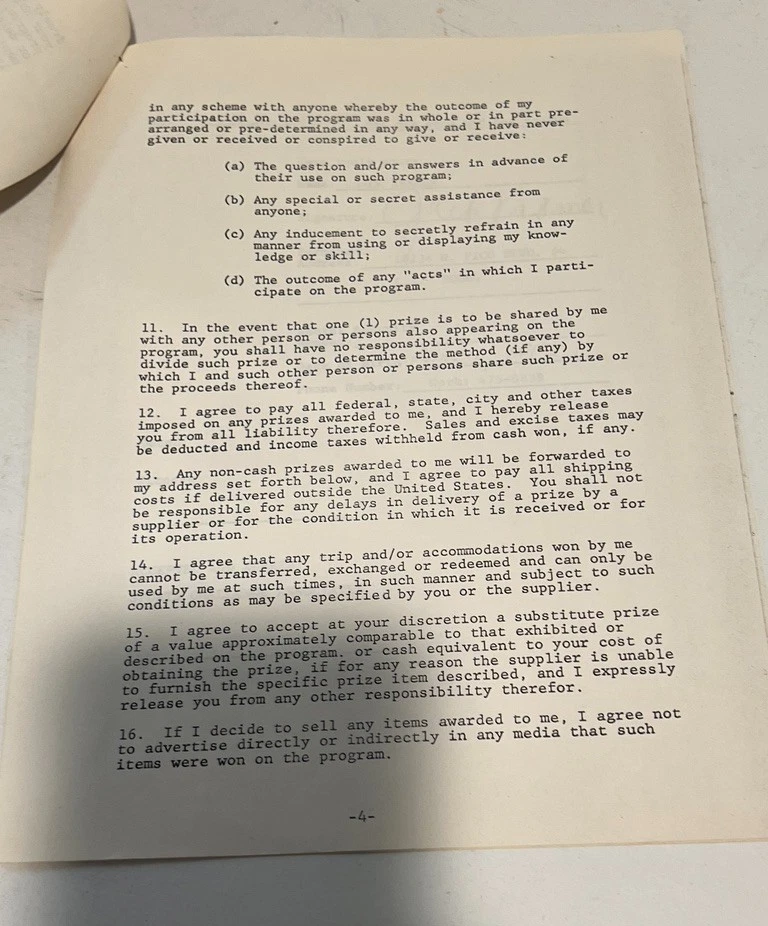 in any scheme with anyone whereby the outcome of my
participation on the program was in whole or in part pre-
arranged or pre-determined in any way, and I have never
given or received or conspired to give or receive:
(a) The question and/or answers in advance of
their use on such program;
(b) Any special or secret assistance from
anyone;
(c) Any inducement to secretly refrain in any
manner from using or displaying my know-
ledge or skill;
(d) The outcome of any "acts" in which I parti-
cipate on the program.
11. In the event that one (1) prize is to be shared by me
with any other person or persons also appearing on the
program, you shall have no responsibility whatsoever to
divide such prize or to determine the method (if any) by
which I and such other person or persons share such prize or
the proceeds thereof.
12. I agree to pay all federal, state, city and other taxes
imposed on any prizes awarded to me, and I hereby release
you from all liability therefore. Sales and excise taxes may
be deducted and income taxes withheld from cash won, if any.
13. Any non-cash prizes awarded to me will be forwarded to
my address set forth below, and I agree to pay all shipping
costs if delivered outside the United States. You shall not
be responsible for any delays in delivery of a prize by a
supplier or for the condition in which it is received or for
its operation.
14. I agree that any trip and/or accommodations won by me
cannot be transferred, exchanged or redeemed and can only be
used by me at such times, in such manner and subject to such
conditions as may be specified by you or the supplier.
15. I agree to accept at your discretion a substitute prize
of a value approximately comparable to that exhibited or
described on the program. or cash equivalent to your cost of
obtaining the prize, if for any reason the supplier is unable
to furnish the specific prize item described, and I expressly
release you from any other responsibility therefor.
16. If I decide to sell any items awarded to me, I agree not
to advertise directly or indirectly in any media that such
items were won on the program.
-4-